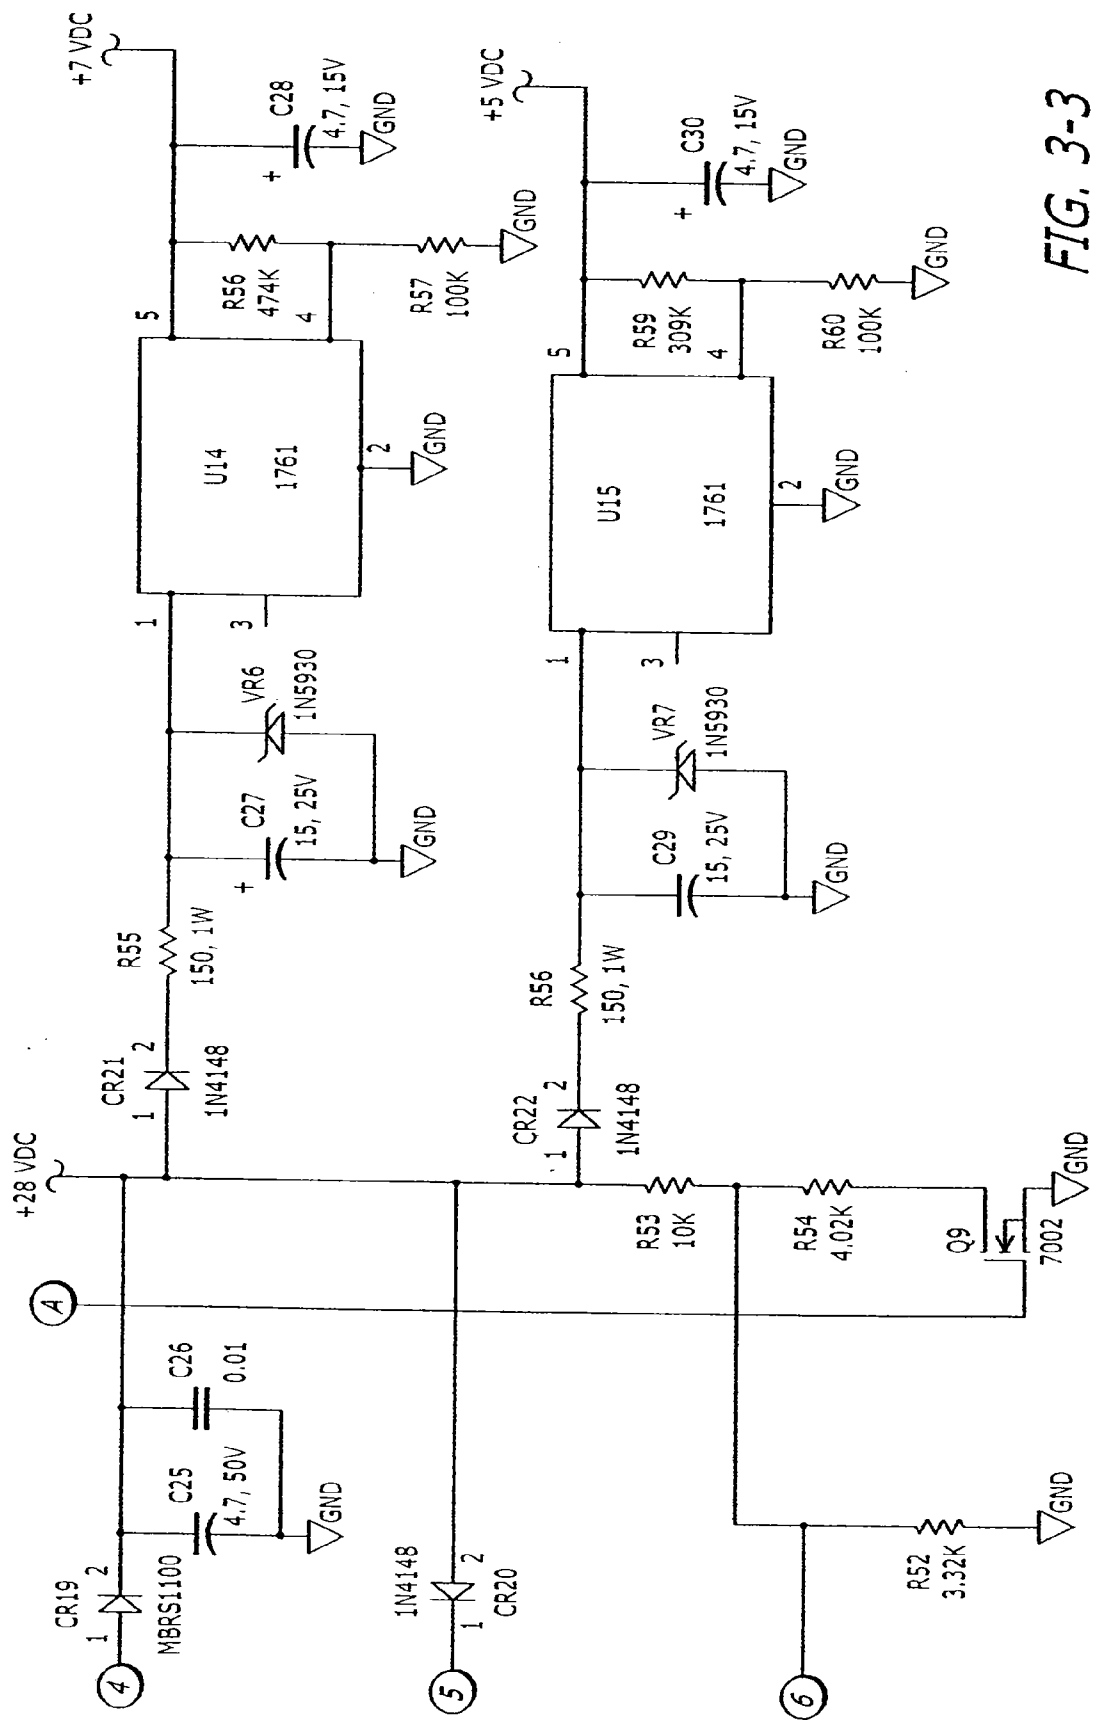 +28 VDC
+7 VDC
+5 VDC
A
4
CR19
1
2
MBRS1100
C25
4.7, 50V
C26
0.01
GND
CR21
1
2
1N4148
R55
150, 1W
+
C27
15, 25V
GND
VR6
1N5930
1
3
U14
1761
2
GND
5
4
R56
474K
R57
100K
GND
+
C28
4.7, 15V
GND
5
1N4148
1
2
CR20
CR22
1
2
1N4148
R56
150, 1W
C29
15, 25V
GND
VR7
1N5930
1
3
U15
1761
2
GND
5
4
R59
309K
R60
100K
GND
+
C30
4.7, 15V
GND
6
R52
3.32K
GND
R53
10K
R54
4.02K
Q9
7002
GND
FIG. 3-3